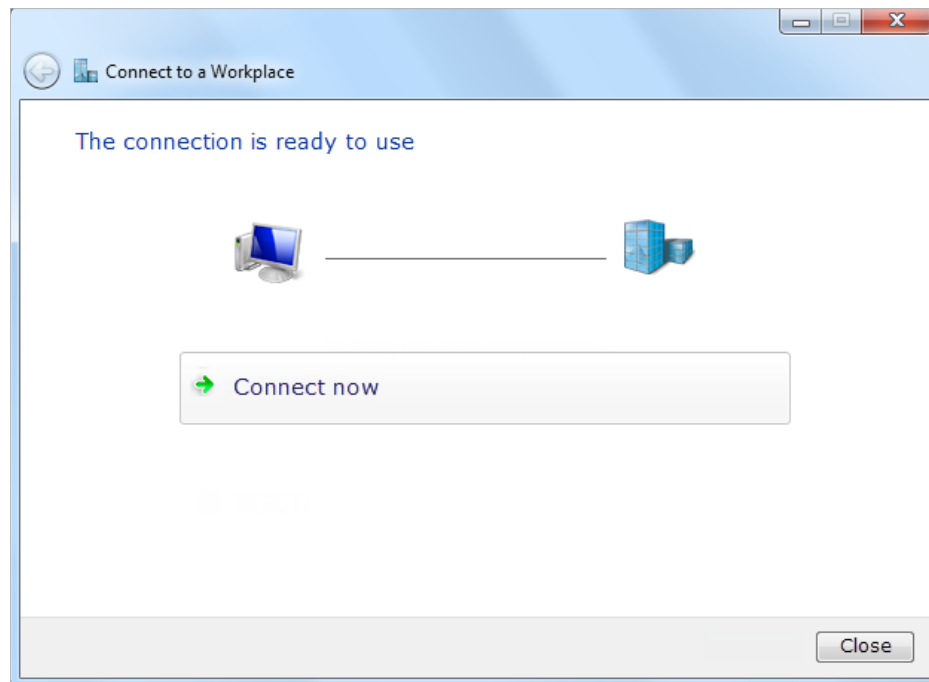 Connect to a Workplace
The connection is ready to use
Connect now
Close